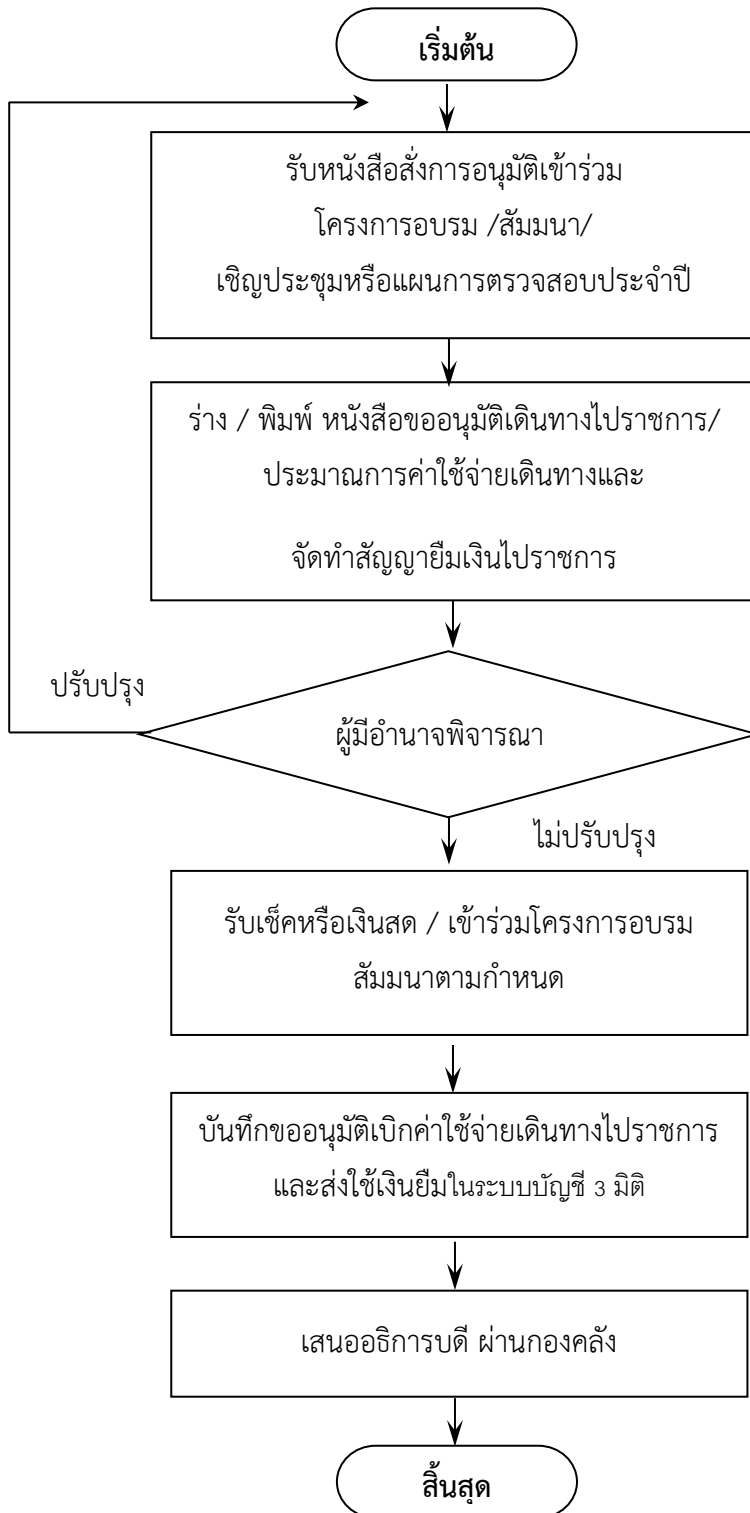 เริ่มต้น
รับหนังสือสั่งการอนุมัติเข้าร่วม
โครงการอบรม /สัมมนา/
เชิญประชุมหรือแผนการตรวจสอบประจำปี
ร่าง / พิมพ์ หนังสือขออนุมัติเดินทางไปราชการ/
ประมาณการค่าใช้จ่ายเดินทางและ
จัดทำสัญญายืมเงินไปราชการ
ปรับปรุง
ผู้มีอำนาจพิจารณา
ไม่ปรับปรุง
รับเช็คหรือเงินสด / เข้าร่วมโครงการอบรม
สัมมนาตามกำหนด
บันทึกขออนุมัติเบิกค่าใช้จ่ายเดินทางไปราชการ
และส่งใช้เงินยืมในระบบบัญชี 3 มิติ
เสนออธิการบดี ผ่านกองคลัง
สิ้นสุด